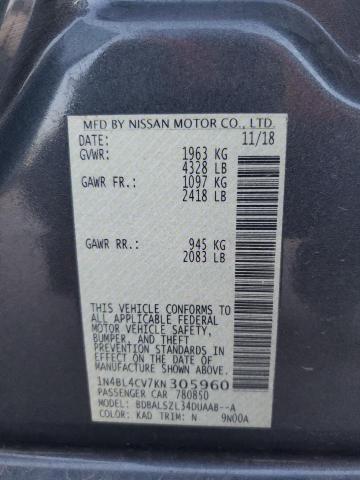 MFD BY NISSAN MOTOR CO., LTD.
DATE: 11/18
GVWR: 1963 KG
4328 LB
GAWR FR.: 1097 KG
2418 LB
GAWR RR.: 945 KG
2083 LB
THIS VEHICLE CONFORMS TO
ALL APPLICABLE FEDERAL
MOTOR VEHICLE SAFETY,
BUMPER, AND THEFT
PREVENTION STANDARDS
IN EFFECT ON THE DATE OF
MANUFACTURE SHOWN ABOVE.
1N4BL4CV7KN305960
PASSENGER CAR 780850
MODEL: BDBALSZL34DUAAB--A
COLOR: KAD TRIM: N 9N00A